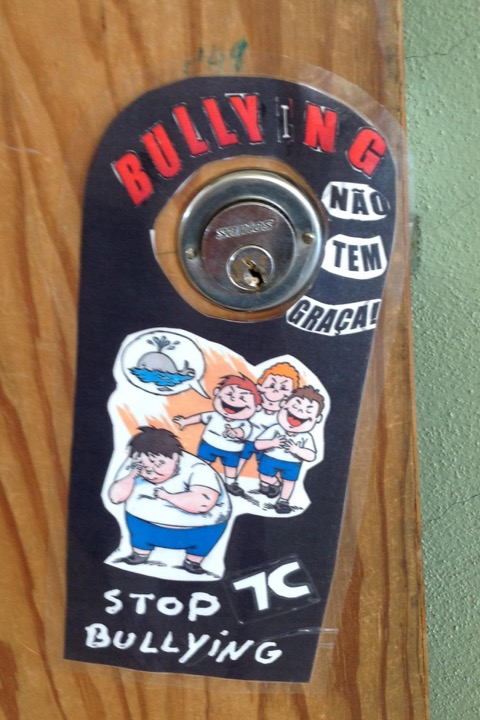 BULLYING
NÃO
TEM
GRAÇA!
STOP 7C
BULLYING